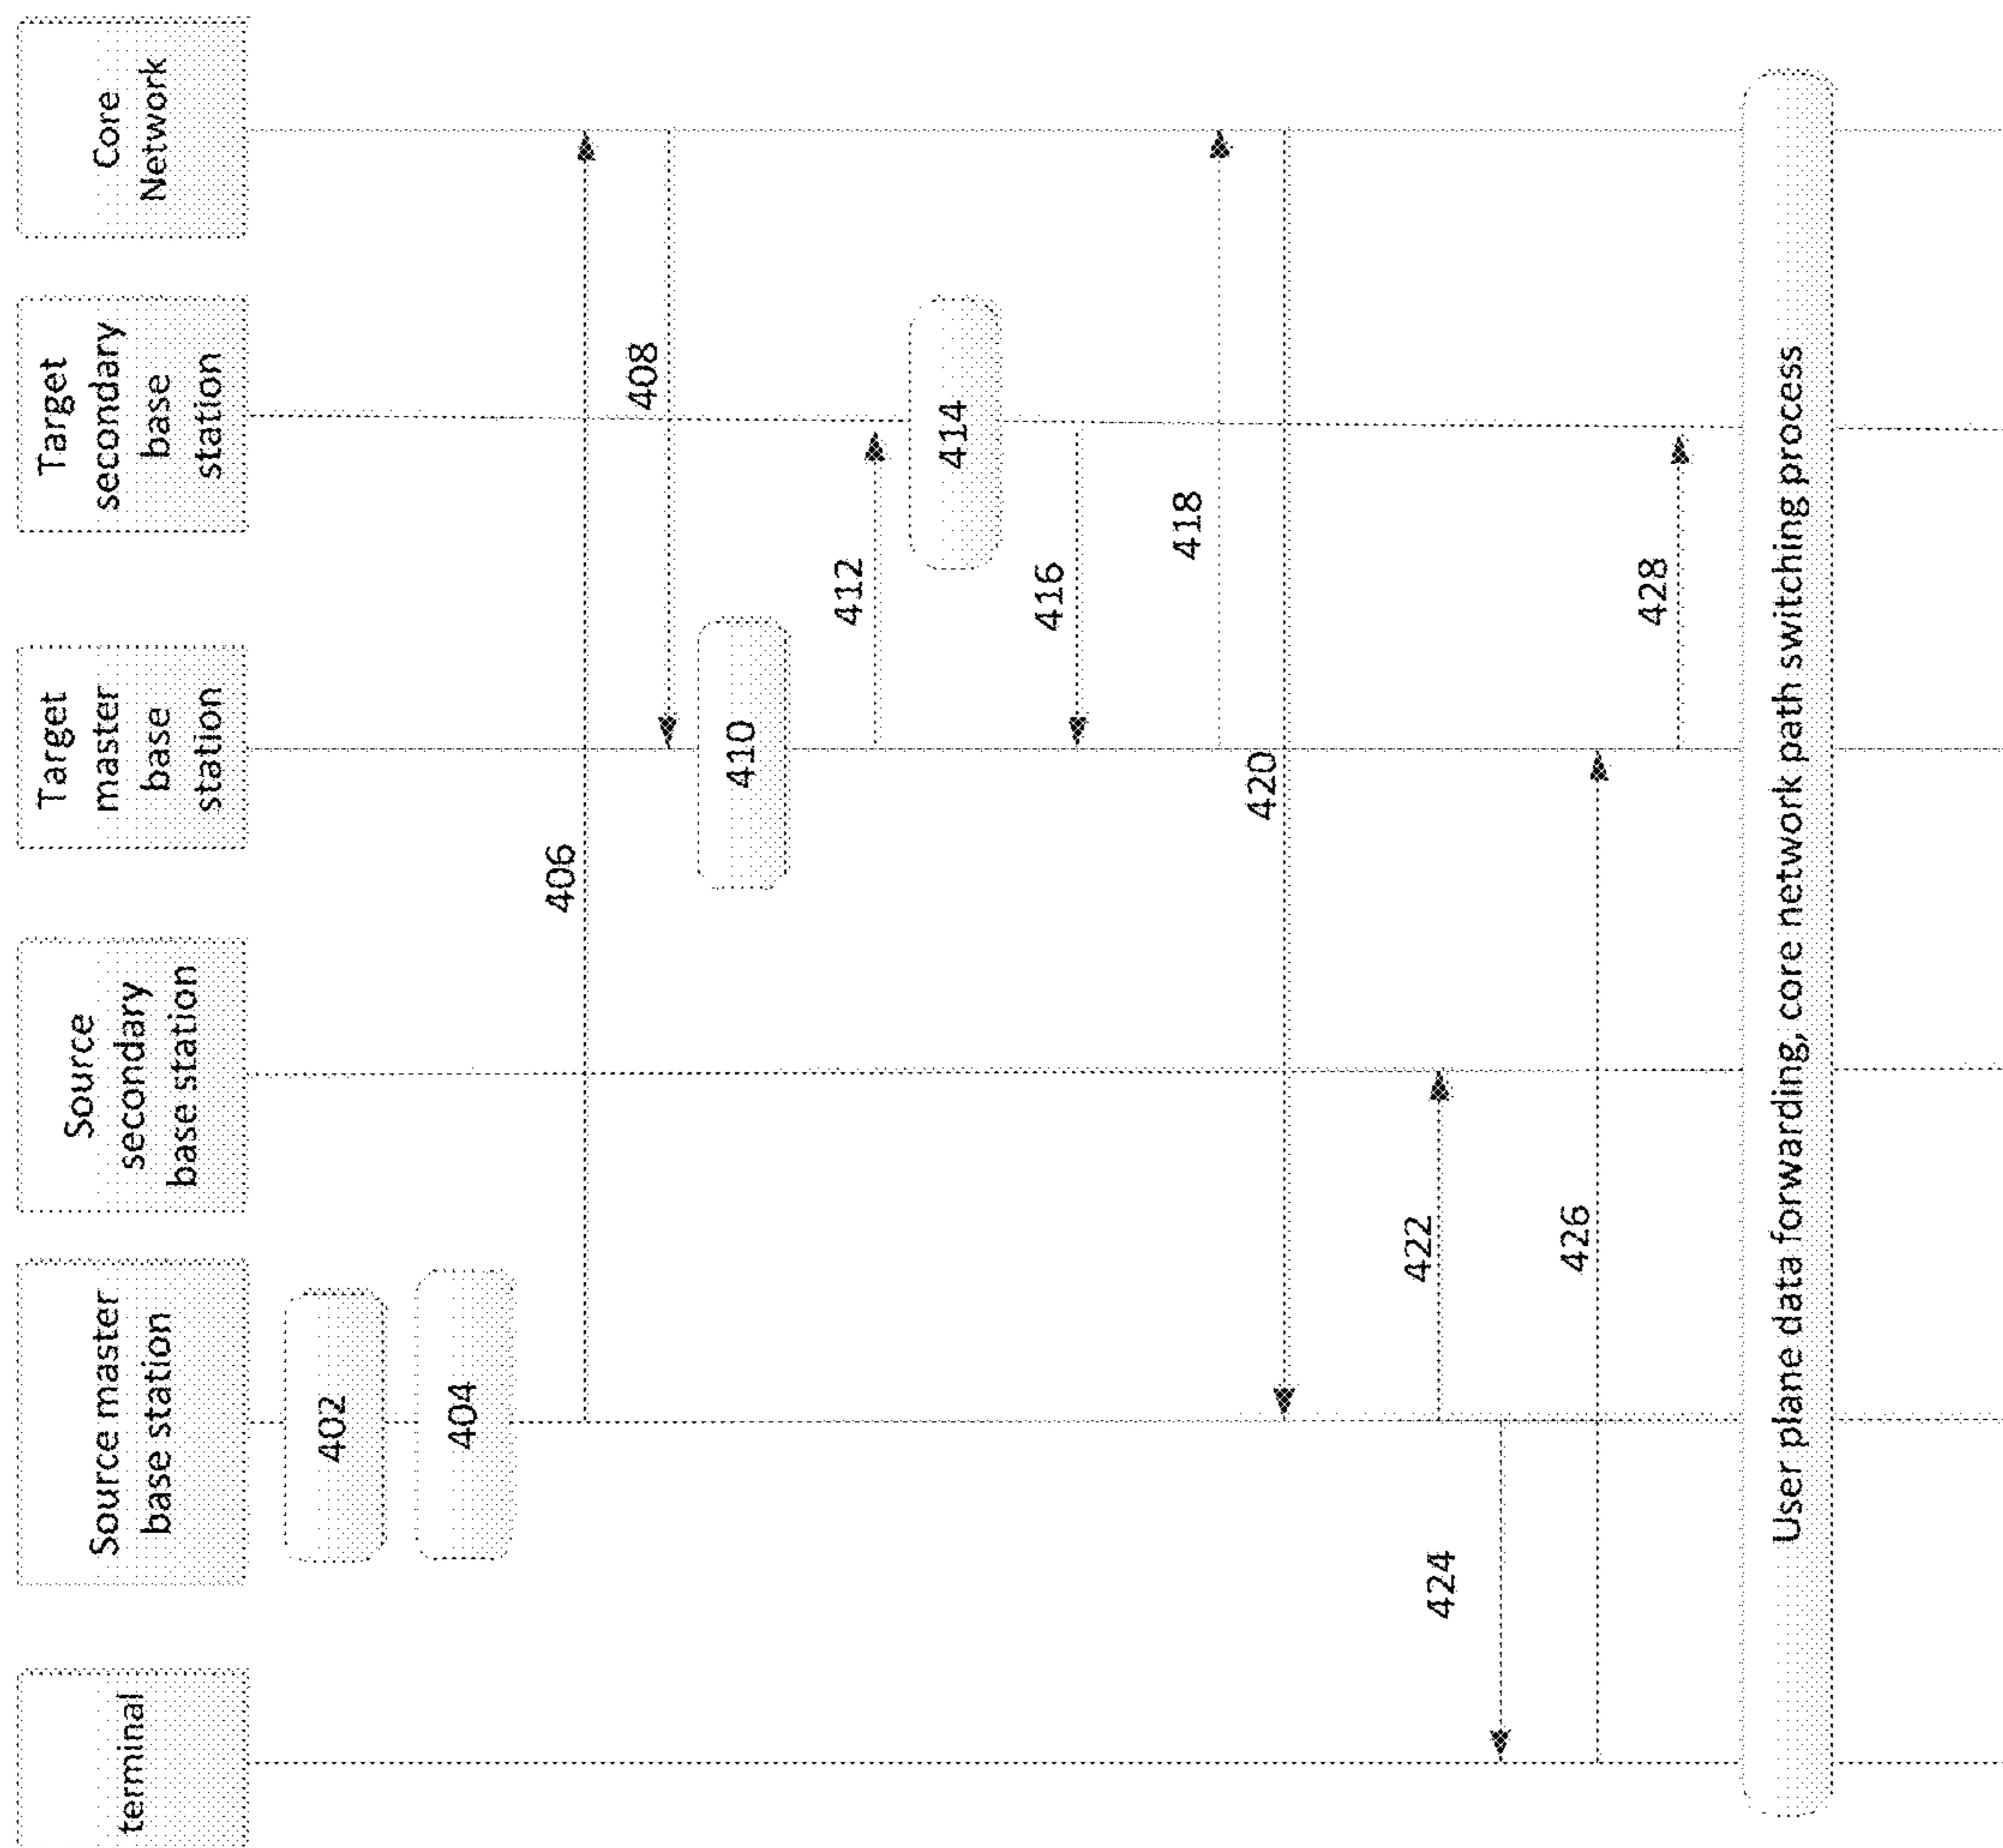 terminal
Source master
base station
Source
secondary
base station
Target
master
base
station
Target
secondary
base
station
Core
Network
402
404
406
408
410
412
414
416
418
420
422
424
426
428
User plane data forwarding, core network path switching process